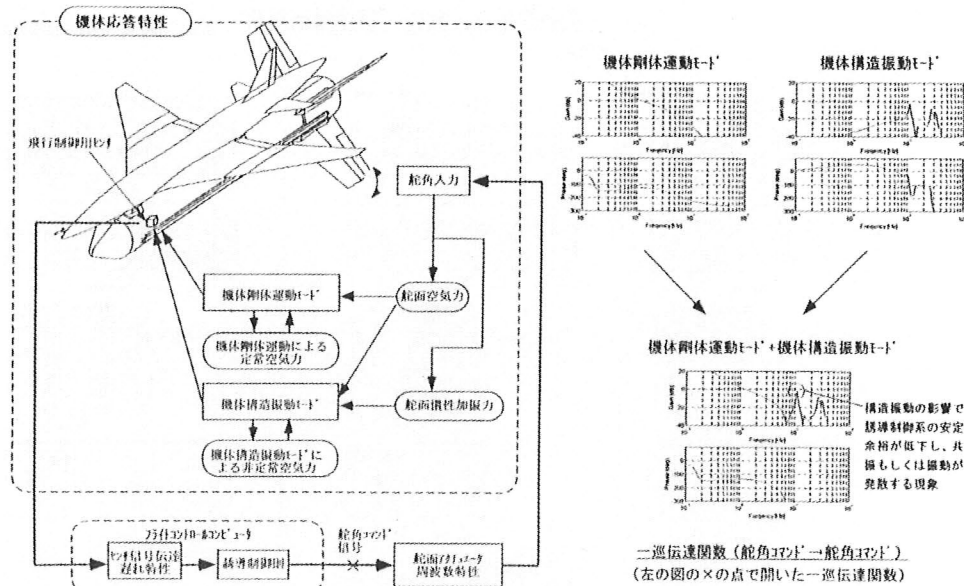 機体応答特性
飛行制御用ｾﾝｻ
舵角入力
機体剛体運動ﾓｰﾄﾞ
舵面空気力
機体剛体運動による
定常空気力
機体構造振動ﾓｰﾄﾞ
舵面慣性加振力
機体構造振動ﾓｰﾄﾞに
よる非定常空気力
ﾌﾗｲﾄｺﾝﾄﾛｰﾙｺﾝﾋﾟｭｰﾀ
ｾﾝｻ信号伝達
遅れ特性
誘導制御則
舵角ｺﾏﾝﾄﾞ
信号
×
舵面ｱｸﾁｭｴｰﾀ
周波数特性
機体剛体運動ﾓｰﾄﾞ
機体構造振動ﾓｰﾄﾞ
Frequency[Hz]
Frequency[Hz]
Frequency[Hz]
Frequency[Hz]
機体剛体運動ﾓｰﾄﾞ+機体構造振動ﾓｰﾄﾞ
Frequency[Hz]
Frequency[Hz]
構造振動の影響で
誘導制御系の安定
余裕が低下し、共
振もしくは振動が
発散する現象
一巡伝達関数（舵角ｺﾏﾝﾄﾞ→舵角ｺﾏﾝﾄﾞ）
（左の図の×の点で開いた一巡伝達関数）